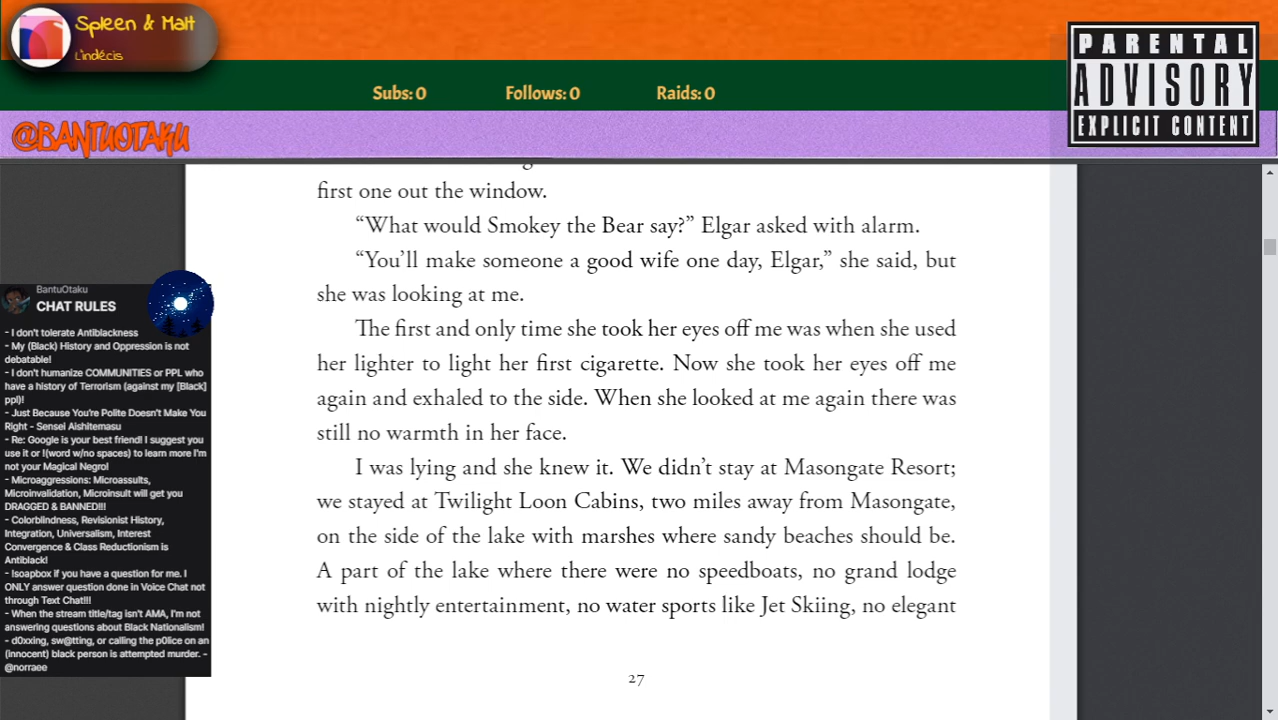 Spleen & Malt
L'indécis
PARENTAL
ADVISORY
EXPLICIT CONTENT
Subs: 0 Follows: 0 Raids: 0
@BANTUOTAKU
first one out the window.
“What would Smokey the Bear say?” Elgar asked with alarm.
“You’ll make someone a good wife one day, Elgar,” she said, but
she was looking at me.
The first and only time she took her eyes off me was when she used
her lighter to light her first cigarette. Now she took her eyes off me
again and exhaled to the side. When she looked at me again there was
still no warmth in her face.
I was lying and she knew it. We didn’t stay at Masongate Resort;
we stayed at Twilight Loon Cabins, two miles away from Masongate,
on the side of the lake with marshes where sandy beaches should be.
A part of the lake where there were no speedboats, no grand lodge
with nightly entertainment, no water sports like Jet Skiing, no elegant
27
BantuOtaku
CHAT RULES
- I don't tolerate Antiblackness
- My (Black) History and Oppression is not
debatable!
- I don't humanize COMMUNITIES or PPL who
have a history of Terrorism (against my [Black]
ppl)!
- Just Because You're Polite Doesn't Make You
Right - Sensei Aishitemasu
- Re: Google is your best friend! I suggest you
use it or !(word w/no spaces) to learn more I'm
not your Magical Negro!
- Microaggressions: Microassults,
Microinvalidation, Microinsult will get you
DRAGGED & BANNED!!!
- Colorblindness, Revisionist History,
Integration, Universalism, Interest
Convergence & Class Reductionism is
Antiblack!
- !soapbox if you have a question for me. I
ONLY answer question done in Voice Chat not
through Text Chat!!!
- When the stream title/tag isn't AMA, I'm not
answering questions about Black Nationalism!
- d0xxing, sw@tting, or calling the p0lice on an
(innocent) black person is attempted murder. -
@norraee